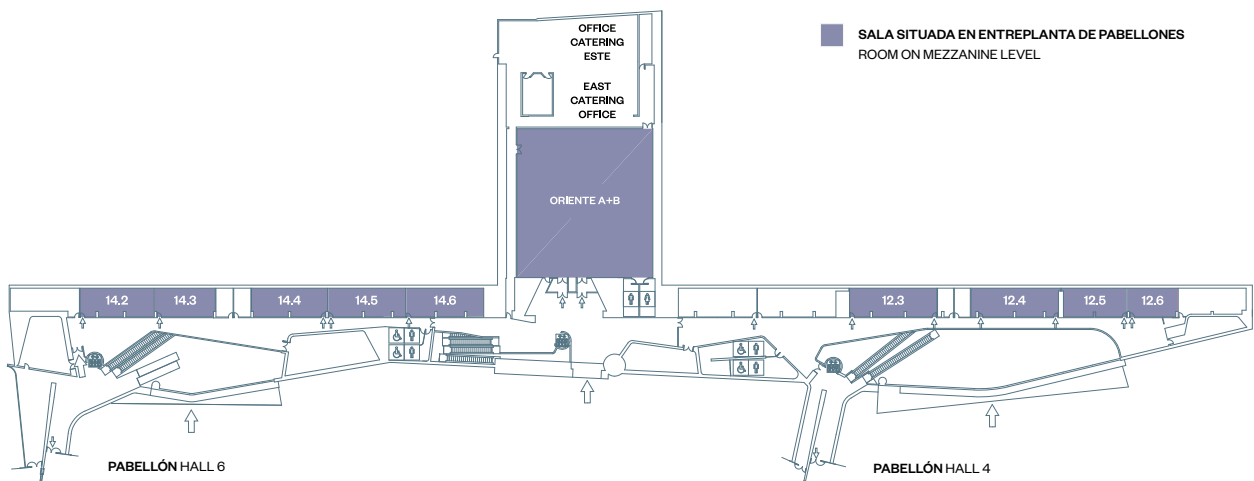 OFFICE
CATERING
ESTE
EAST
CATERING
OFFICE
SALA SITUADA EN ENTREPLANTA DE PABELLONES
ROOM ON MEZZANINE LEVEL
ORIENTE A+B
14.2
14.3
14.4
14.5
14.6
12.3
12.4
12.5
12.6
PABELLÓN HALL 6
PABELLÓN HALL 4